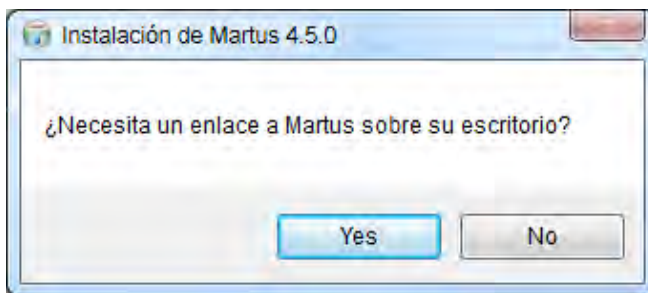 Instalación de Martus 4.5.0
¿Necesita un enlace a Martus sobre su escritorio?
Yes No